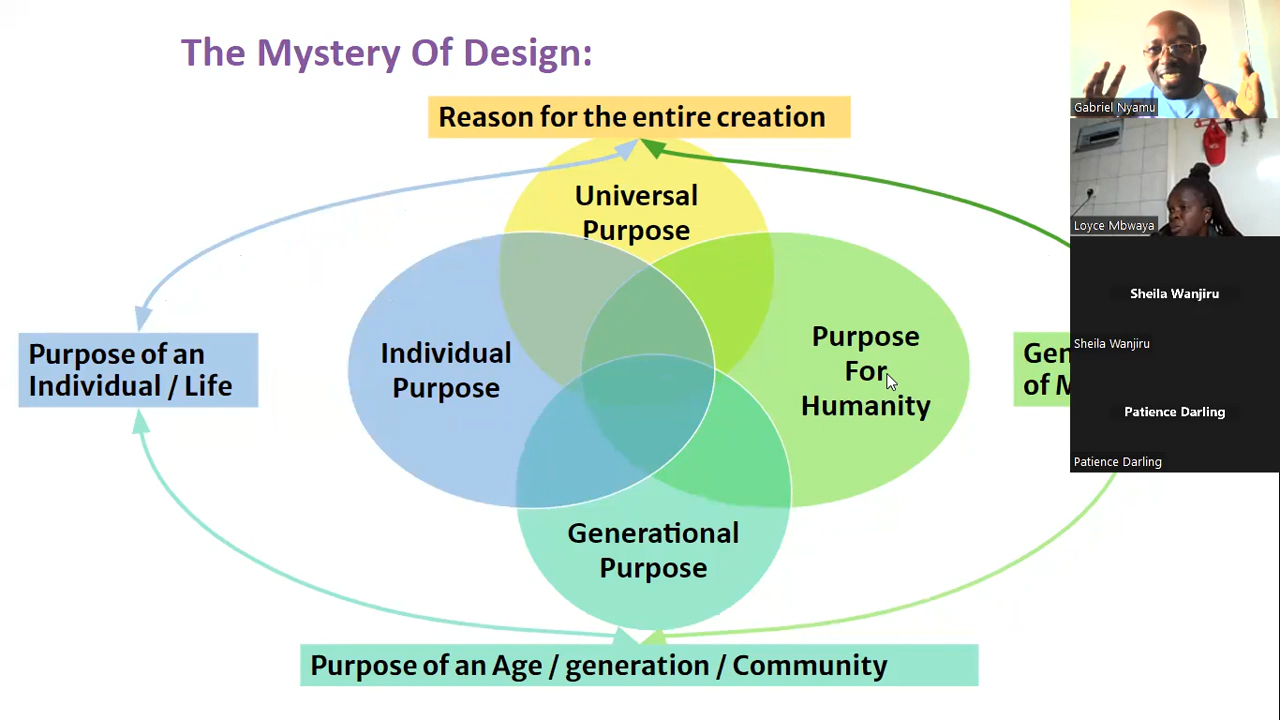 The Mystery Of Design:
Reason for the entire creation
Universal
Purpose
Purpose of an
Individual / Life
Individual
Purpose
Purpose
For
Humanity
Generational
Purpose
Purpose of an Age / generation / Community
Gabriel Nyamu
Loyce Mbwaya
Sheila Wanjiru
Sheila Wanjiru
Patience Darling
Patience Darling